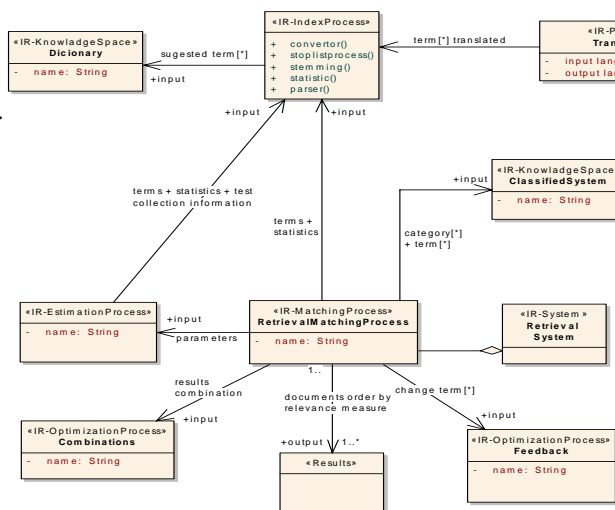 «IR-IndexProcess»
+ convertor()
+ stoplistprocess()
+ stemming()
+ statistic()
+ parser()
«IR-KnowledgeSpace»
Dicionary
- name: String
sugested term[*]
+input
term[*] translated
«IR-P
Tran
- input lang
- output lan
+input
+input
terms + statistics + test
collection information
terms +
statistics
+input
category[*]
+ term[*]
«IR-KnowledgeSpace
ClassifiedSystem
- name: String
«IR-EstimationProcess»
- name: String
+input
parameters
«IR-MatchingProcess»
RetrievalMatchingProcess
- name: String
«IR-System»
Retrieval
System
1..
results
combination
+input
documents order by
relevance measure
+output
1..*
change term[*]
+input
«IR-OptimizationProcess»
Combinations
- name: String
«Results»
«IR-OptimizationProcess»
Feedback
- name: String